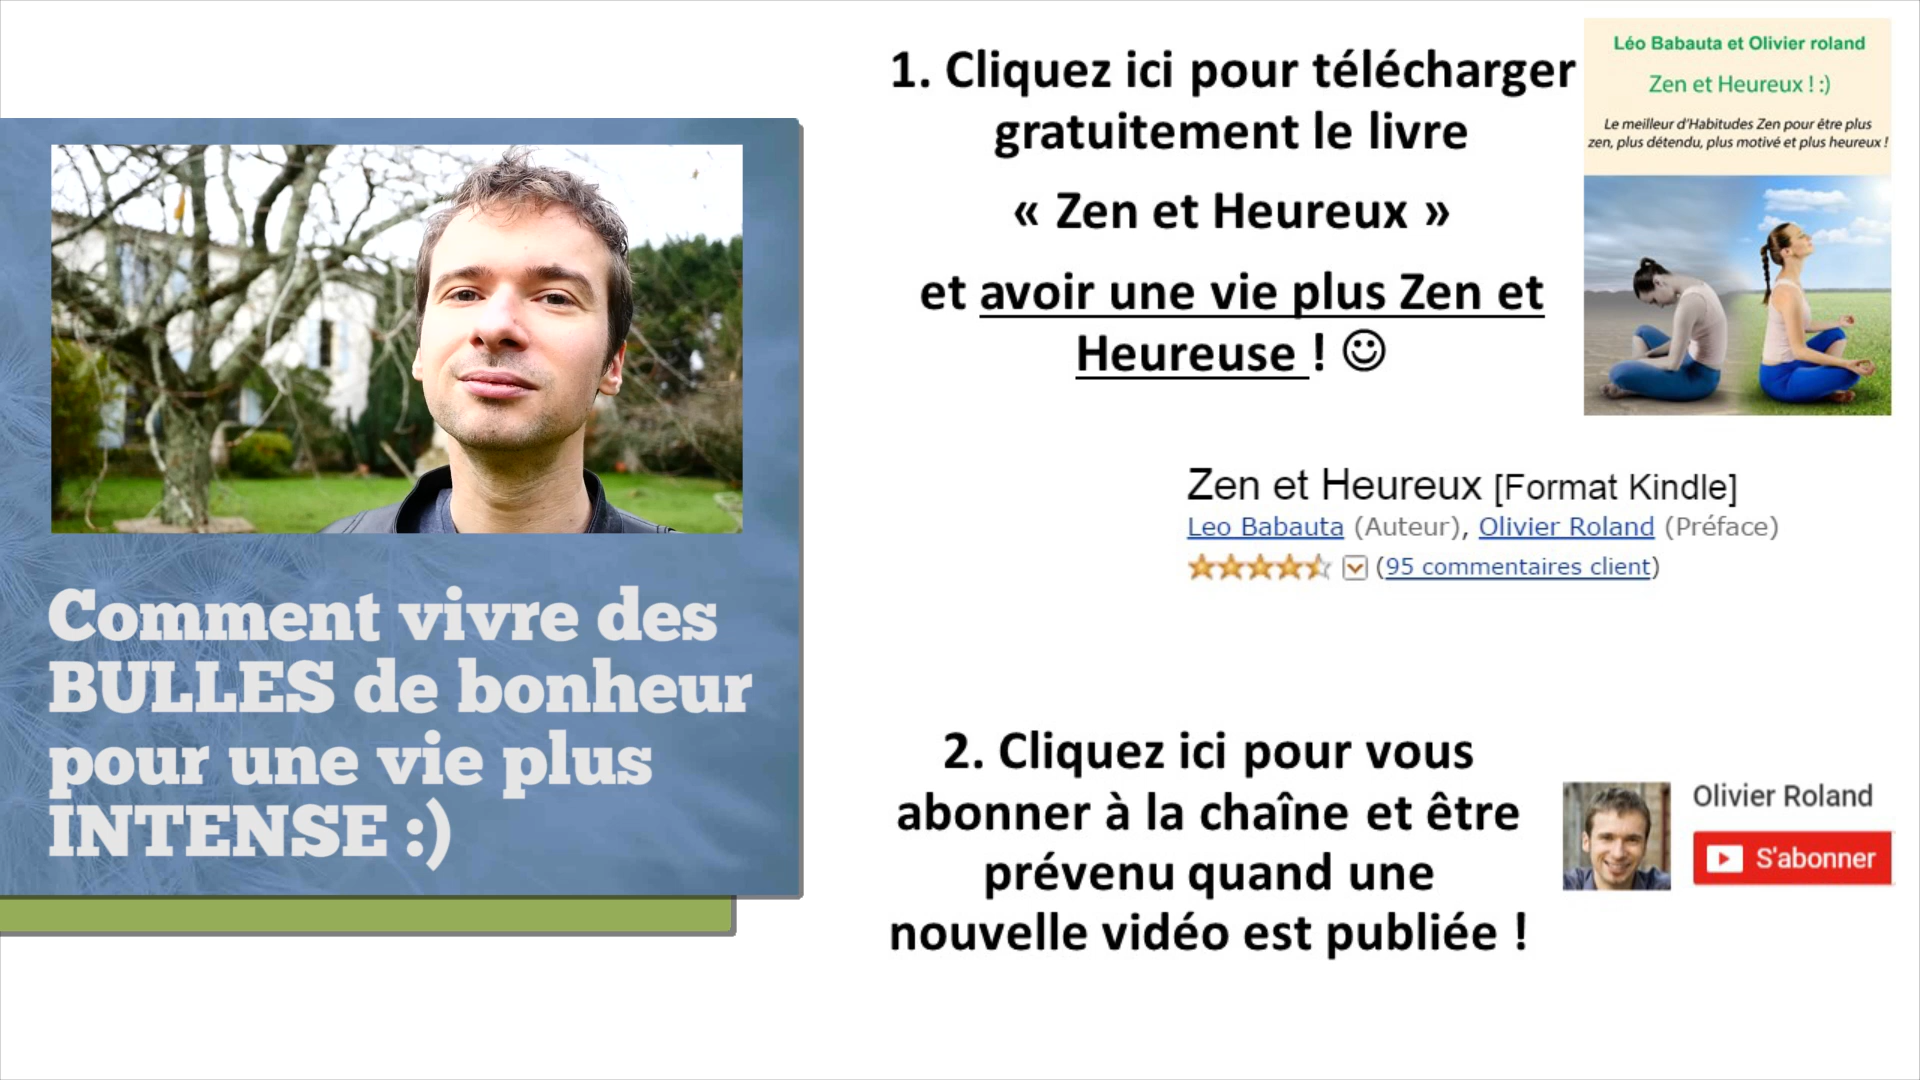 Comment vivre des
BULLES de bonheur
pour une vie plus
INTENSE :)
1. Cliquez ici pour télécharger
gratuitement le livre
« Zen et Heureux »
et avoir une vie plus Zen et
Heureuse ! ☺
Léo Babauta et Olivier roland
Zen et Heureux ! :)
Le meilleur d'Habitudes Zen pour être plus
zen, plus détendu, plus motivé et plus heureux !
Zen et Heureux [Format Kindle]
Leo Babauta (Auteur), Olivier Roland (Préface)
(95 commentaires client)
2. Cliquez ici pour vous
abonner à la chaîne et être
prévenu quand une
nouvelle vidéo est publiée !
Olivier Roland
S'abonner